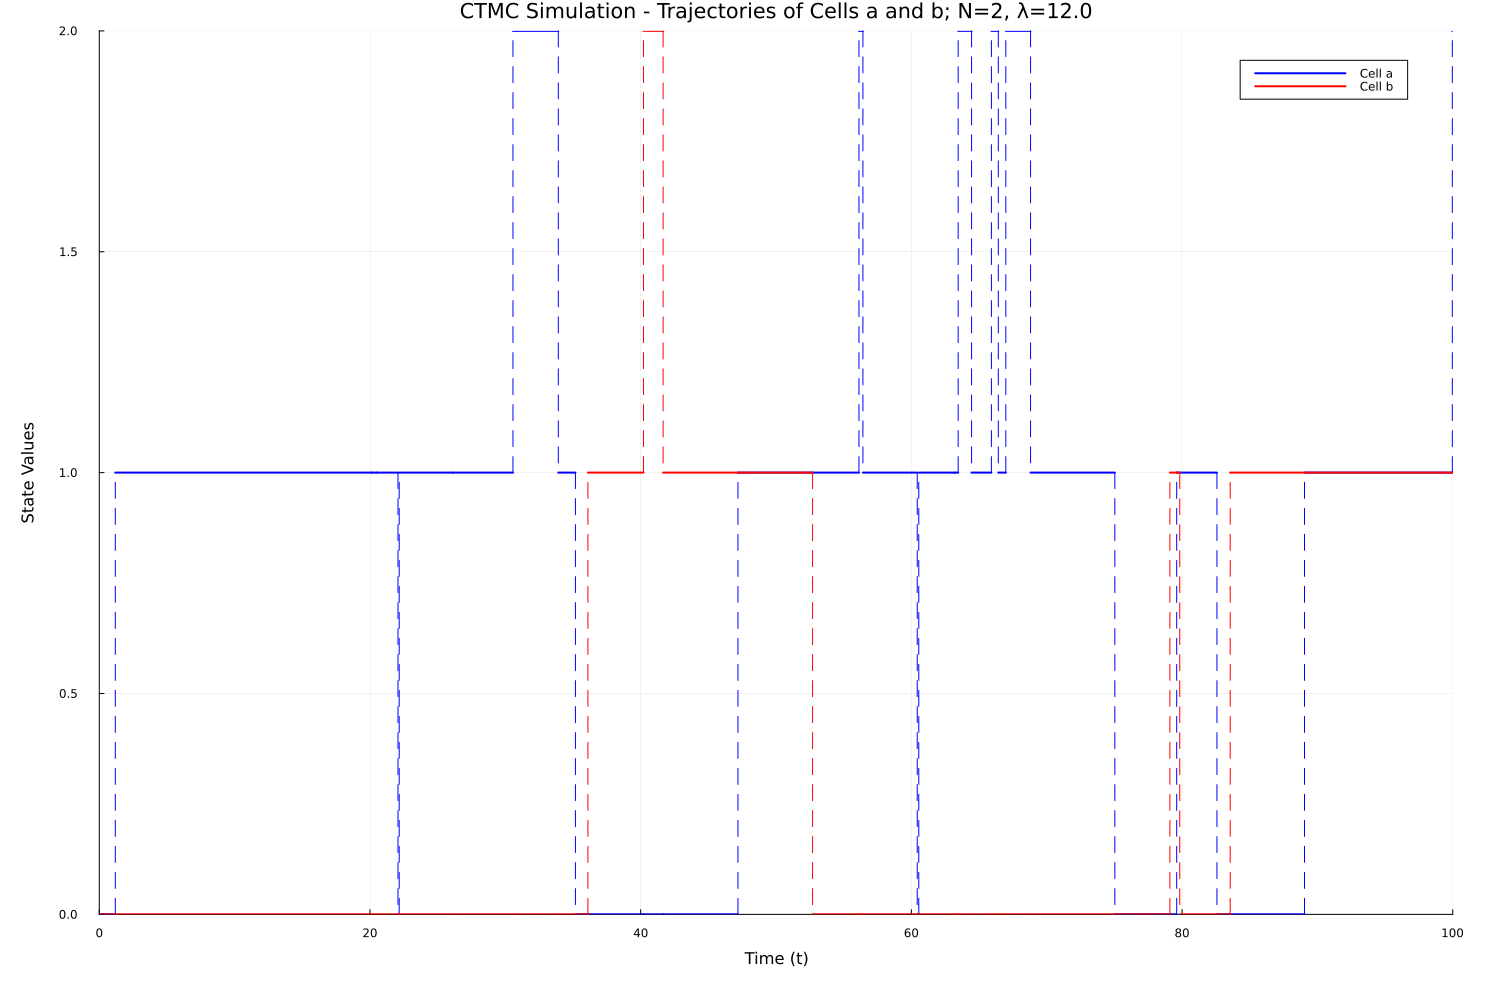 CTMC Simulation - Trajectories of Cells a and b; N=2, λ=12.0
2.0
Cell a
Cell b
1.5
1.0
State Values
0.5
0.0
0 20 40 60 80 100
Time (t)